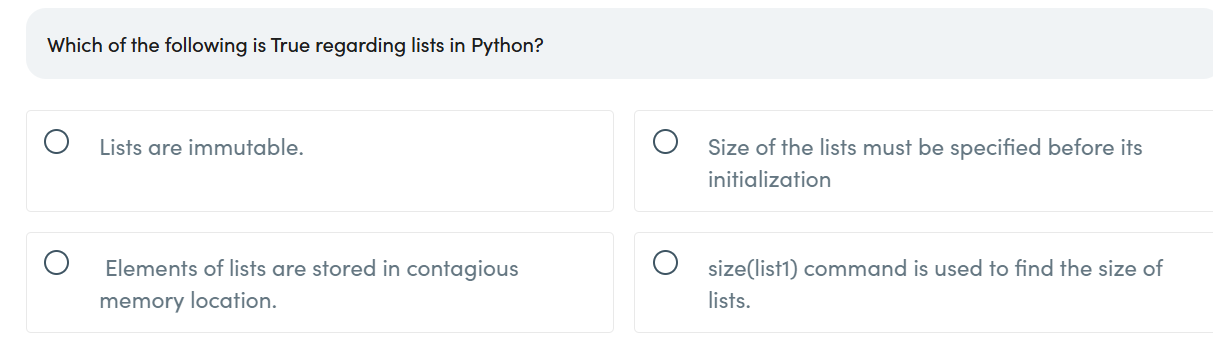 Which of the following is True regarding lists in Python?
Lists are immutable.
Size of the lists must be specified before its
initialization
Elements of lists are stored in contagious
memory location.
size(list1) command is used to find the size of
lists.